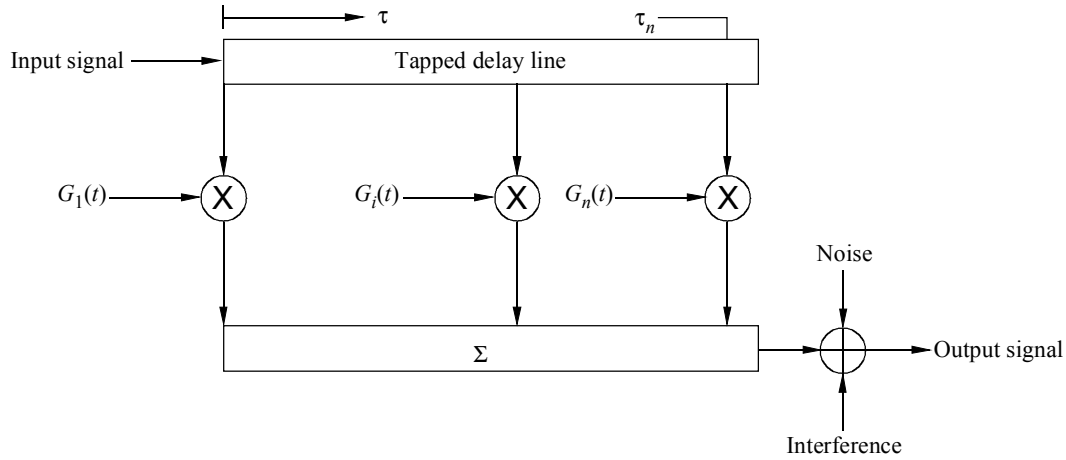 τ
τn
Input signal
Tapped delay line
G1(t)
X
Gi(t)
X
Gn(t)
X
Noise
Σ
Output signal
Interference